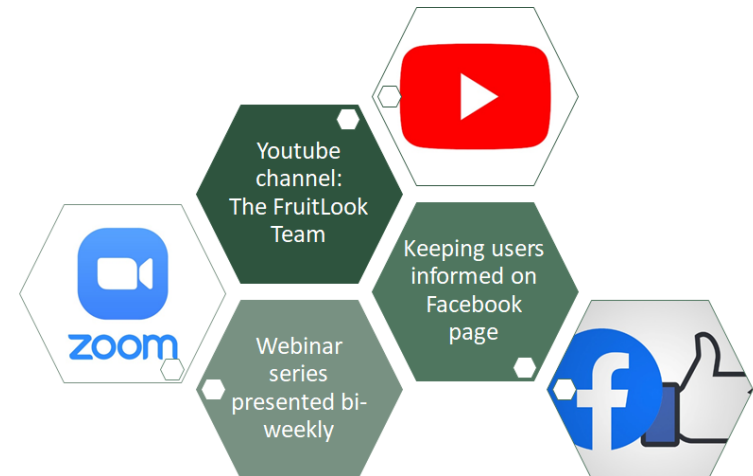 Youtube
channel:
The FruitLook
Team
Keeping users
informed on
Facebook
page
zoom
Webinar
series
presented bi-
weekly
f